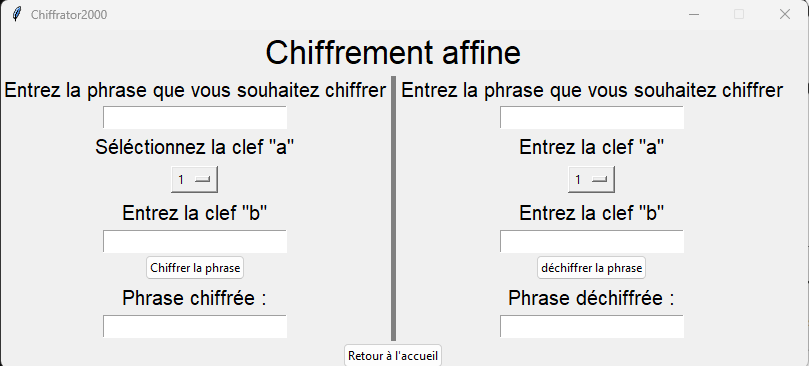 Chiffrator2000
Chiffrement affine
Entrez la phrase que vous souhaitez chiffrer
Séléctionnez la clef "a"
1
Entrez la clef "b"
Chiffrer la phrase
Phrase chiffrée :
Entrez la phrase que vous souhaitez chiffrer
Entrez la clef "a"
1
Entrez la clef "b"
déchiffrer la phrase
Phrase déchiffrée :
Retour à l'accueil